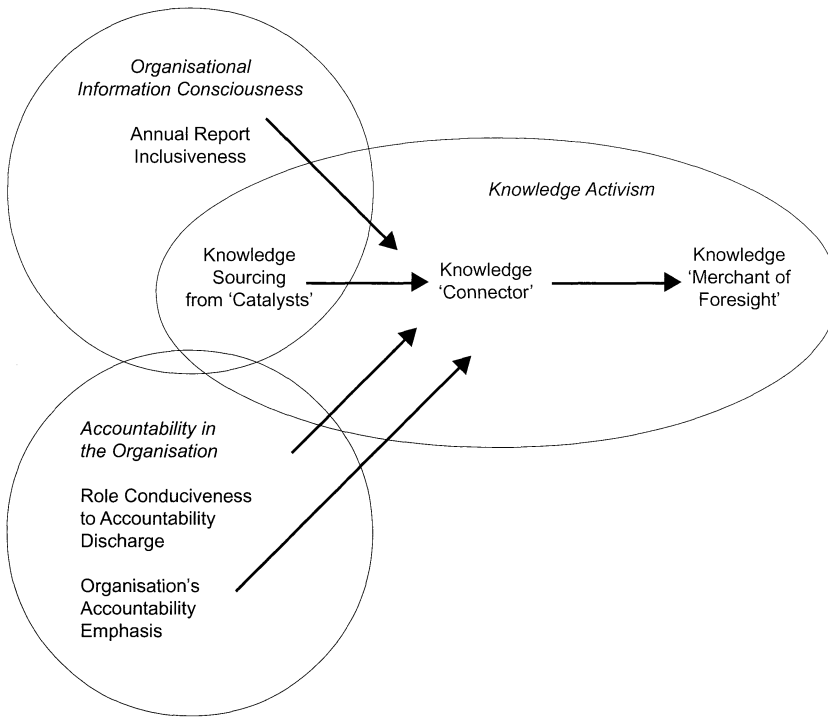 Organisational
Information Consciousness
Annual Report
Inclusiveness
Knowledge Activism
Knowledge
Sourcing
from ‘Catalysts’
Knowledge
‘Connector’
Knowledge
‘Merchant of
Foresight’
Accountability in
the Organisation
Role Conduciveness
to Accountability
Discharge
Organisation’s
Accountability
Emphasis